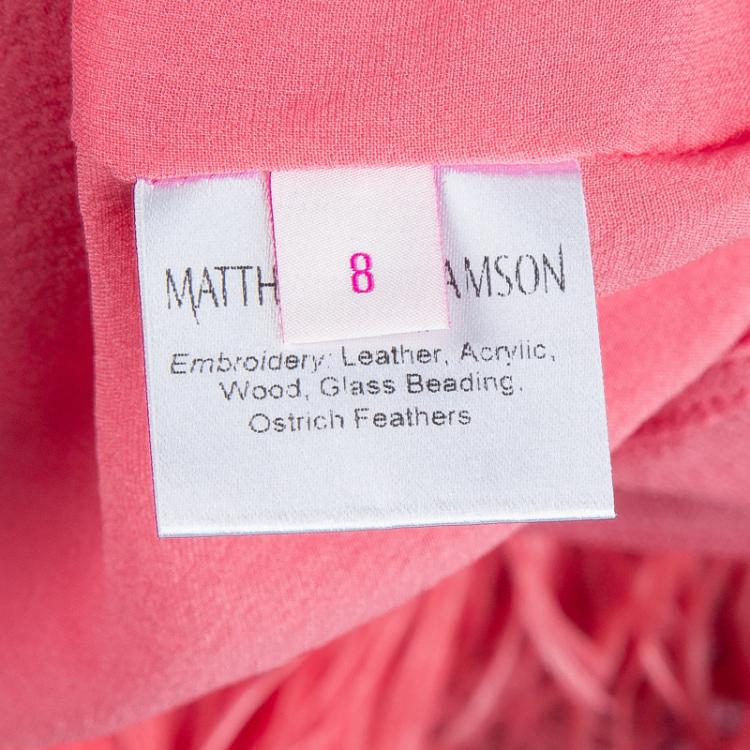 8
MATTH AMSON
Embroidery: Leather, Acrylic,
Wood, Glass Beading,
Ostrich Feathers